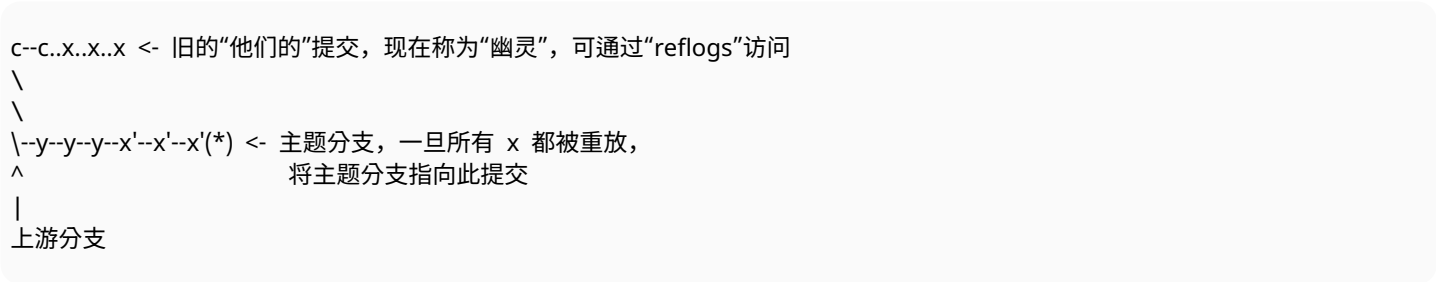 c--c..x..x..x <- 旧的“他们的”提交，现在称为“幽灵”，可通过“reflogs”访问
\
\
\--y--y--y--x'--x'--x'(*) <- 主题分支，一旦所有 x 都被重放，
^ 将主题分支指向此提交
|
上游分支